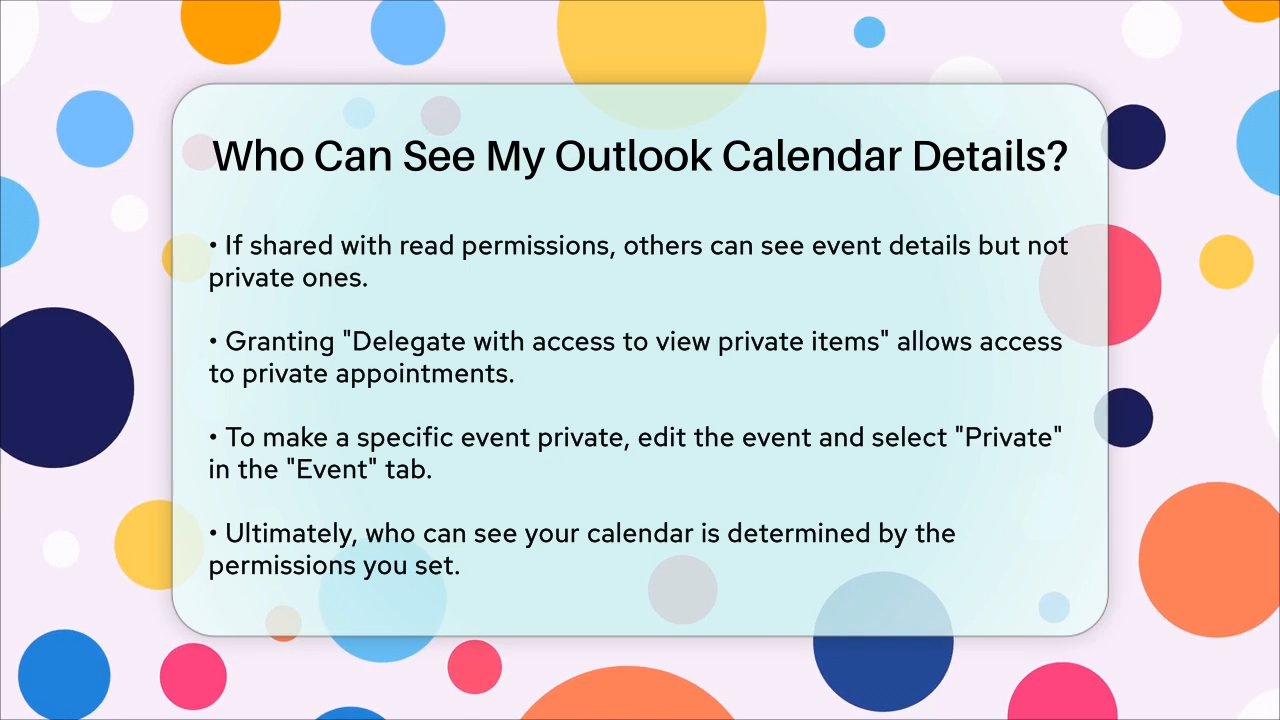 Who Can See My Outlook Calendar Details?
• If shared with read permissions, others can see event details but not
private ones.
• Granting "Delegate with access to view private items" allows access
to private appointments.
• To make a specific event private, edit the event and select "Private"
in the "Event" tab.
• Ultimately, who can see your calendar is determined by the
permissions you set.